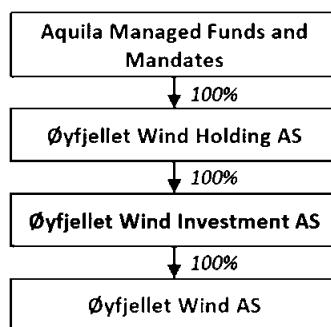 Aquila Managed Funds and
Mandates
100%
Øyfjellet Wind Holding AS
100%
Øyfjellet Wind Investment AS
100%
Øyfjellet Wind AS